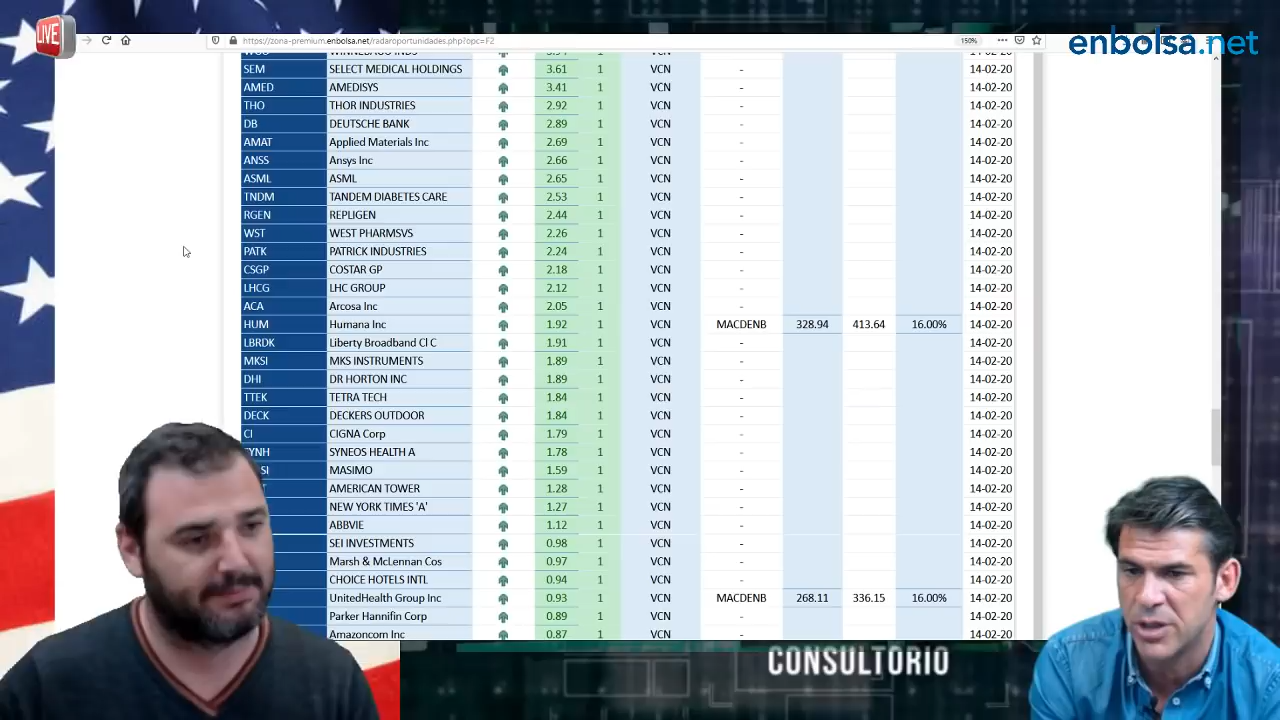 LIVE
https://zona-premium.enbolsa.net/radaroportunidades.php?opc=F2
150%
enbolsa.net
SEM SELECT MEDICAL HOLDINGS 3.61 1 VCN - 14-02-20
AMED AMEDISYS 3.41 1 VCN - 14-02-20
THO THOR INDUSTRIES 2.92 1 VCN - 14-02-20
DB DEUTSCHE BANK 2.89 1 VCN - 14-02-20
AMAT Applied Materials Inc 2.69 1 VCN - 14-02-20
ANSS Ansys Inc 2.66 1 VCN - 14-02-20
ASML ASML 2.65 1 VCN - 14-02-20
TNDM TANDEM DIABETES CARE 2.53 1 VCN - 14-02-20
RGEN REPLIGEN 2.44 1 VCN - 14-02-20
WST WEST PHARMSVS 2.26 1 VCN - 14-02-20
PATK PATRICK INDUSTRIES 2.24 1 VCN - 14-02-20
CSGP COSTAR GP 2.18 1 VCN - 14-02-20
LHCG LHC GROUP 2.12 1 VCN - 14-02-20
ACA Arcosa Inc 2.05 1 VCN - 14-02-20
HUM Humana Inc 1.92 1 VCN MACDENB 328.94 413.64 16.00% 14-02-20
LBRDK Liberty Broadband Cl C 1.91 1 VCN - 14-02-20
MKSI MKS INSTRUMENTS 1.89 1 VCN - 14-02-20
DHI DR HORTON INC 1.89 1 VCN - 14-02-20
TTEK TETRA TECH 1.84 1 VCN - 14-02-20
DECK DECKERS OUTDOOR 1.84 1 VCN - 14-02-20
CI CIGNA Corp 1.79 1 VCN - 14-02-20
YNH SYNEOS HEALTH A 1.78 1 VCN - 14-02-20
SI MASIMO 1.59 1 VCN - 14-02-20
AMERICAN TOWER 1.28 1 VCN - 14-02-20
NEW YORK TIMES 'A' 1.27 1 VCN - 14-02-20
ABBVIE 1.12 1 VCN - 14-02-20
SEI INVESTMENTS 0.98 1 VCN - 14-02-20
Marsh & McLennan Cos 0.97 1 VCN - 14-02-20
CHOICE HOTELS INTL 0.94 1 VCN - 14-02-20
UnitedHealth Group Inc 0.93 1 VCN MACDENB 268.11 336.15 16.00% 14-02-20
Parker Hannifin Corp 0.89 1 VCN - 14-02-20
Amazoncom Inc 0.87 1 VCN - 14-02-20
CONSULTORIO